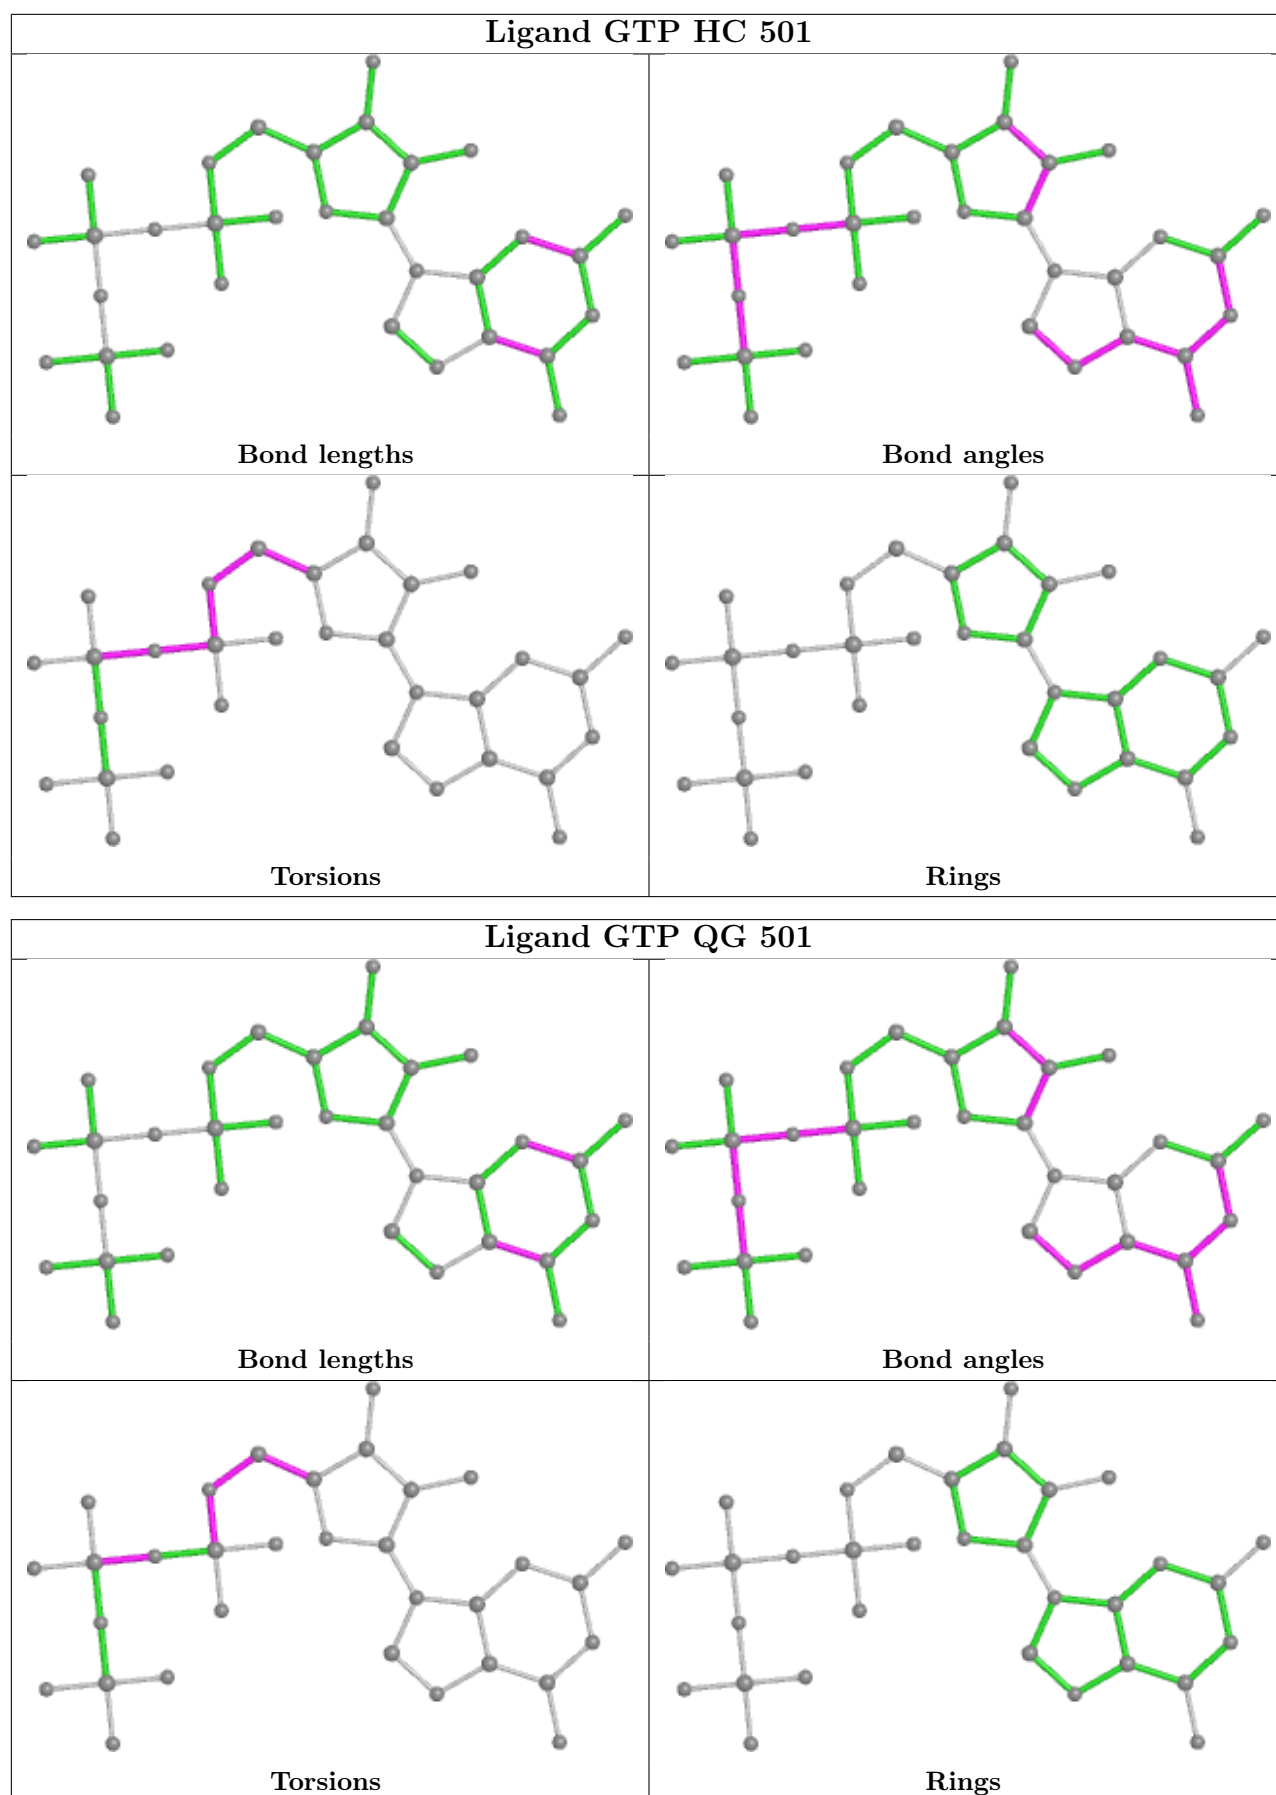 Ligand GTP HC 501
Bond lengths
Bond angles
Torsions
Rings
Ligand GTP QG 501
Bond lengths
Bond angles
Torsions
Rings